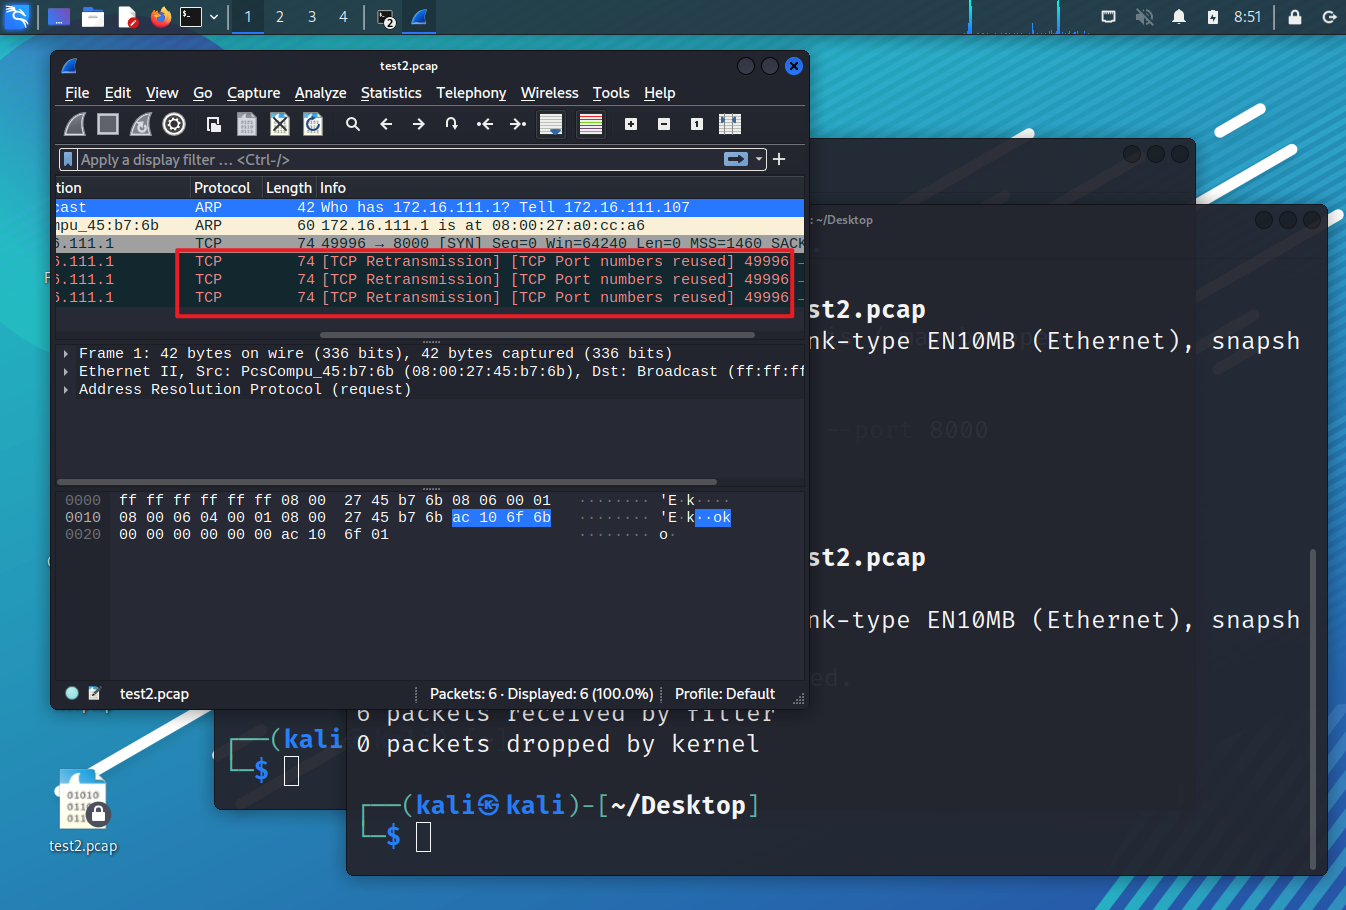 1 2 3 4 2 8:51
test2.pcap
File Edit View Go Capture Analyze Statistics Telephony Wireless Tools Help
Apply a display filter … <Ctrl-/>
tion Protocol Length Info
cast ARP 42 Who has 172.16.111.1? Tell 172.16.111.107
mpu_45:b7:6b ARP 60 172.16.111.1 is at 08:00:27:a0:cc:a6
6.111.1 TCP 74 49996 → 8000 [SYN] Seq=0 Win=64240 Len=0 MSS=1460 SACK
6.111.1 TCP 74 [TCP Retransmission] [TCP Port numbers reused] 49996 →
6.111.1 TCP 74 [TCP Retransmission] [TCP Port numbers reused] 49996 →
6.111.1 TCP 74 [TCP Retransmission] [TCP Port numbers reused] 49996 →
Frame 1: 42 bytes on wire (336 bits), 42 bytes captured (336 bits)
Ethernet II, Src: PcsCompu_45:b7:6b (08:00:27:45:b7:6b), Dst: Broadcast (ff:ff:ff
Address Resolution Protocol (request)
0000 ff ff ff ff ff ff 08 00 27 45 b7 6b 08 06 00 01 ········ 'E·k····
0010 08 00 06 04 00 01 08 00 27 45 b7 6b ac 10 6f 6b ········ 'E·k··ok
0020 00 00 00 00 00 00 ac 10 6f 01 ········ o·
test2.pcap Packets: 6 · Displayed: 6 (100.0%) Profile: Default
: ~/Desktop
st2.pcap
nk-type EN10MB (Ethernet), snapsh
--port 8000
st2.pcap
nk-type EN10MB (Ethernet), snapsh
ed.
6 packets received by filter
0 packets dropped by kernel
┌──(kali㉿kali)-[~/Desktop]
└─$
┌──(kali
└─$
01010
test2.pcap